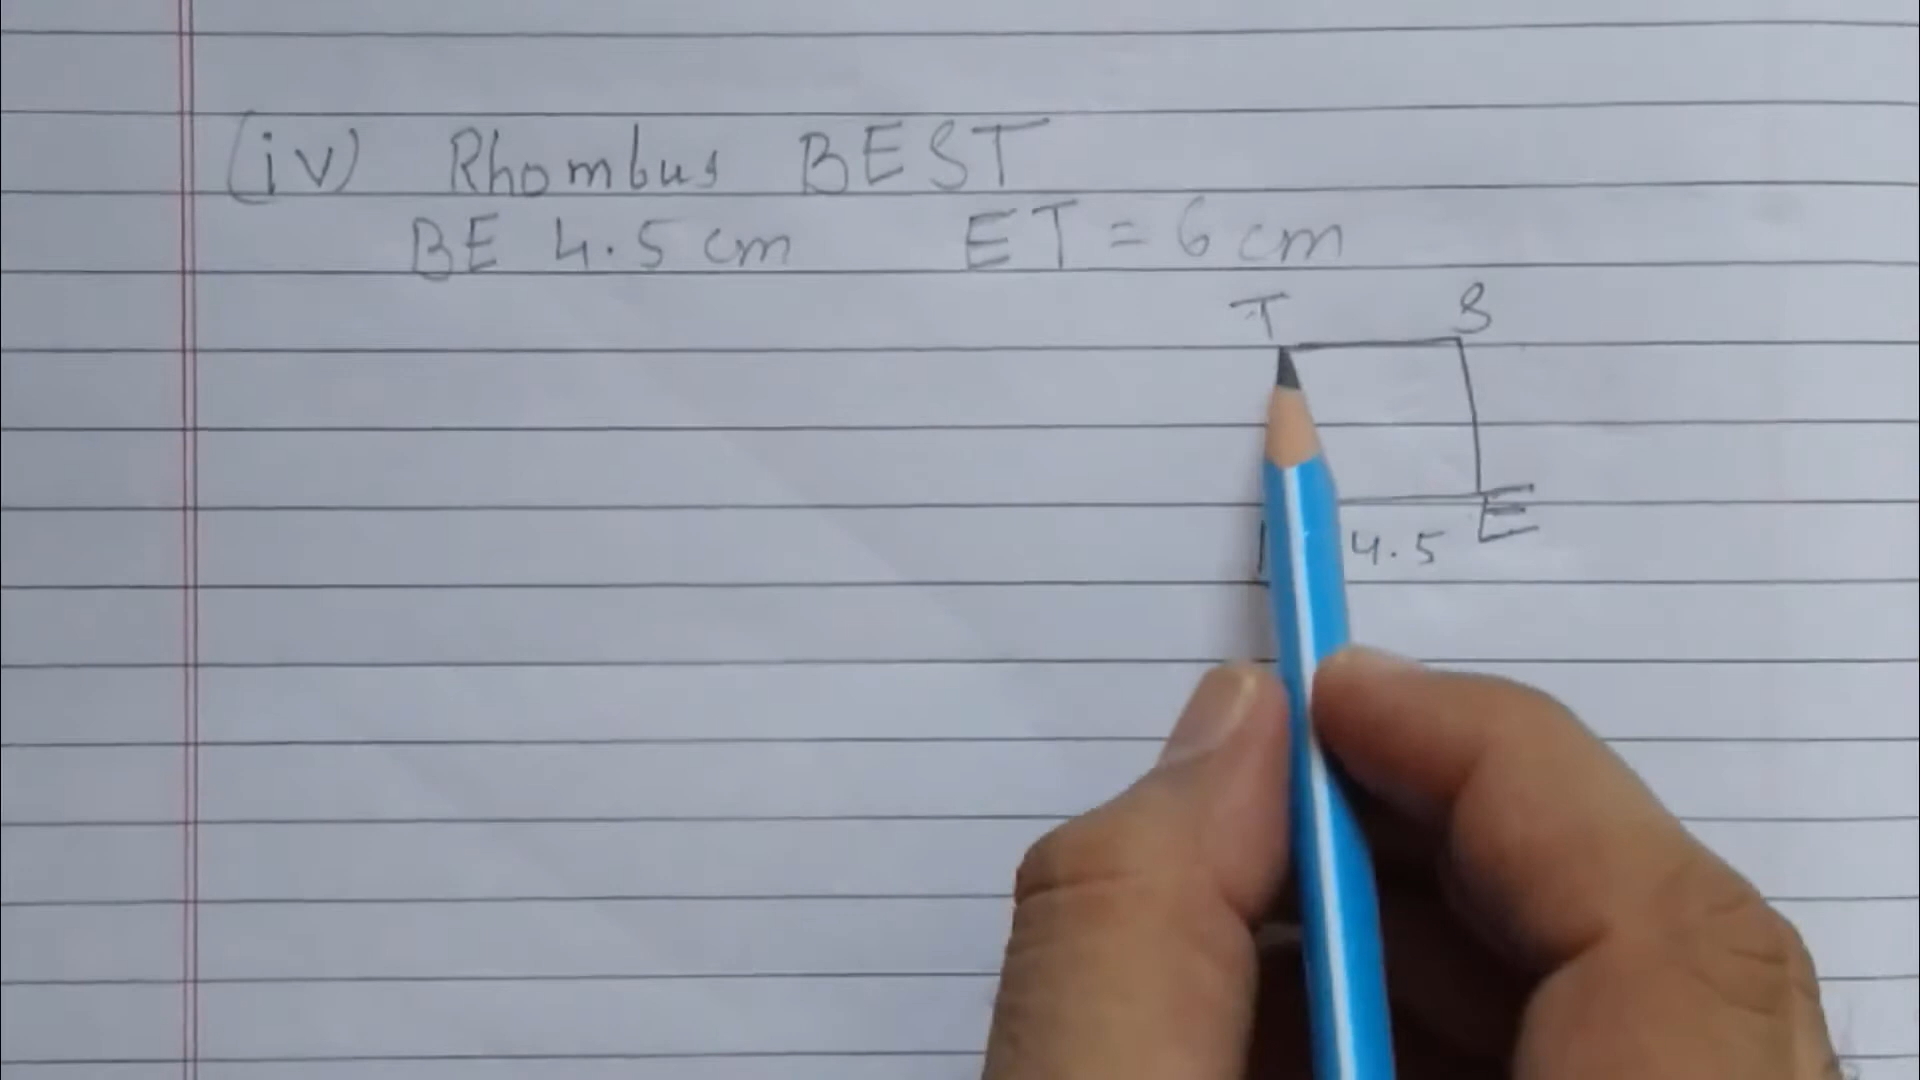 (iv) Rhombus BEST
BE 4.5 cm ET = 6 cm
T S
4.5 E